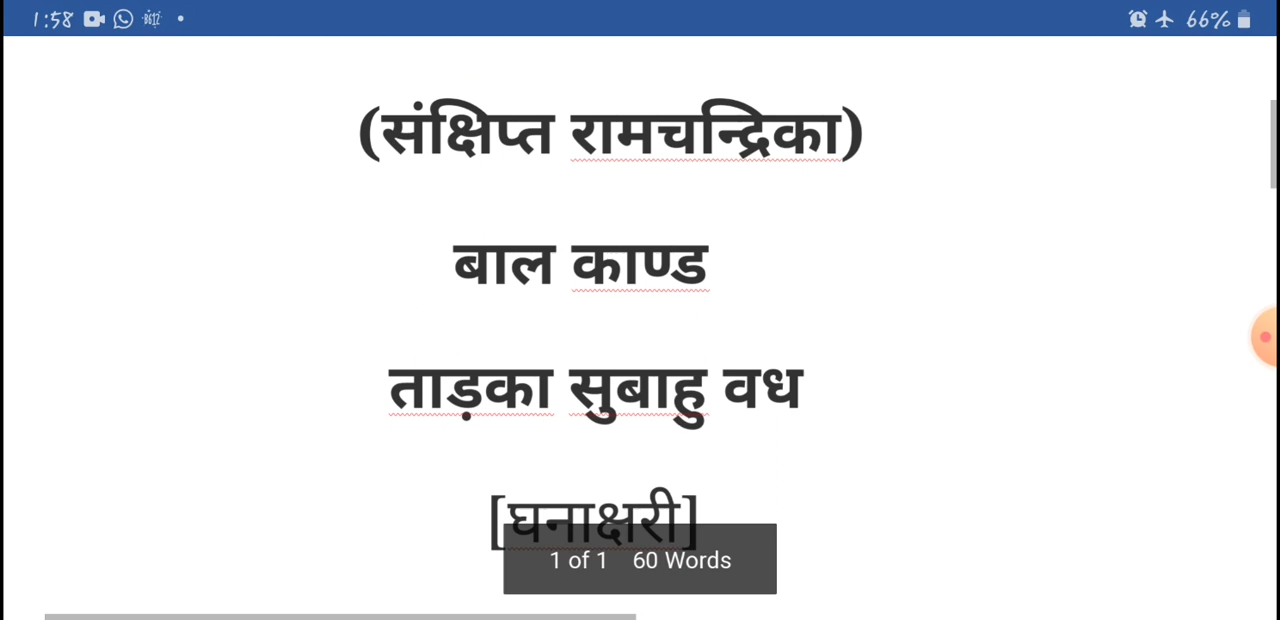 1:58 66%
(संक्षिप्त रामचन्द्रिका)
बाल काण्ड
ताड़का सुबाहु वध
[घनाक्षरी]
1 of 1 60 Words